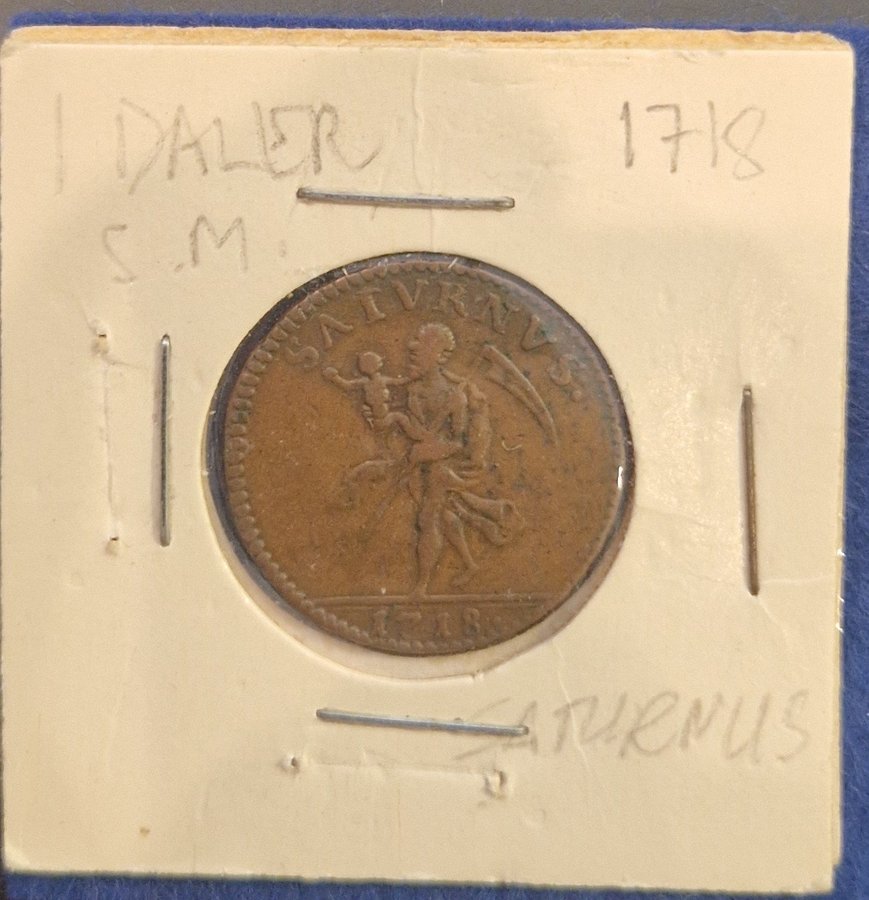 1 DALER 1718
S.M.
SATVRNVS.
1718.
SATURNUS